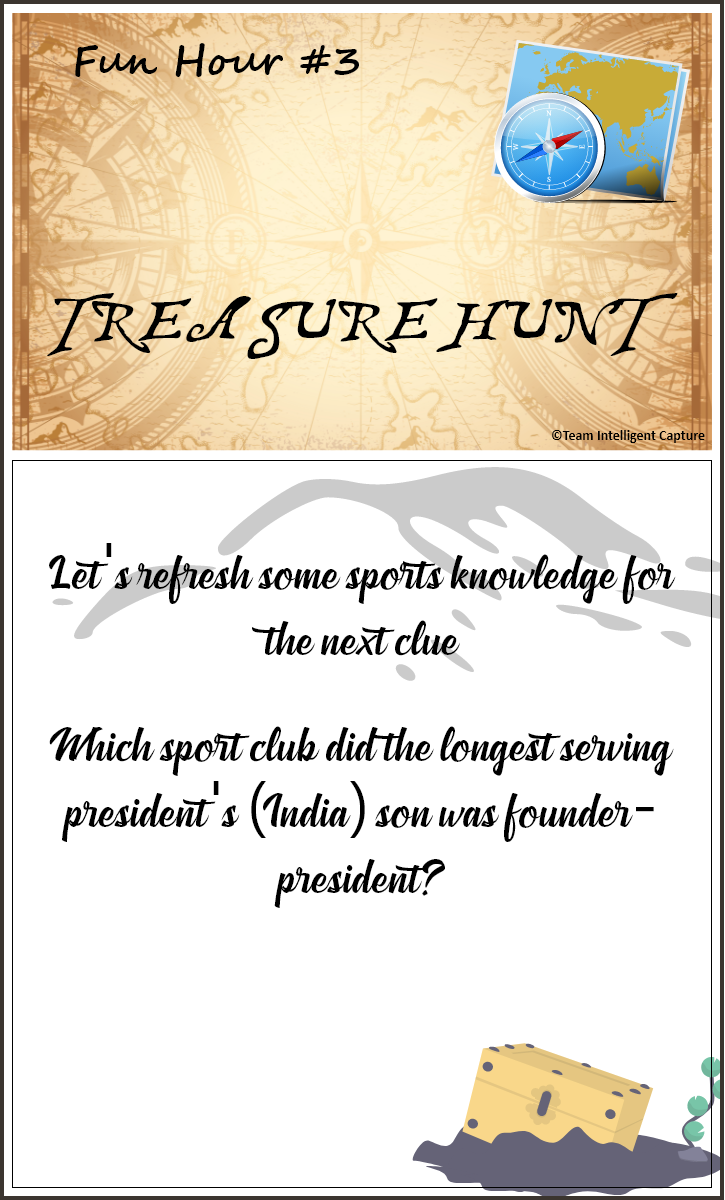 Fun Hour #3
N
W E
S
E W
TREASURE HUNT
©Team Intelligent Capture
Let's refresh some sports knowledge for
the next clue
Which sport club did the longest serving
president's (India) son was founder-
president?